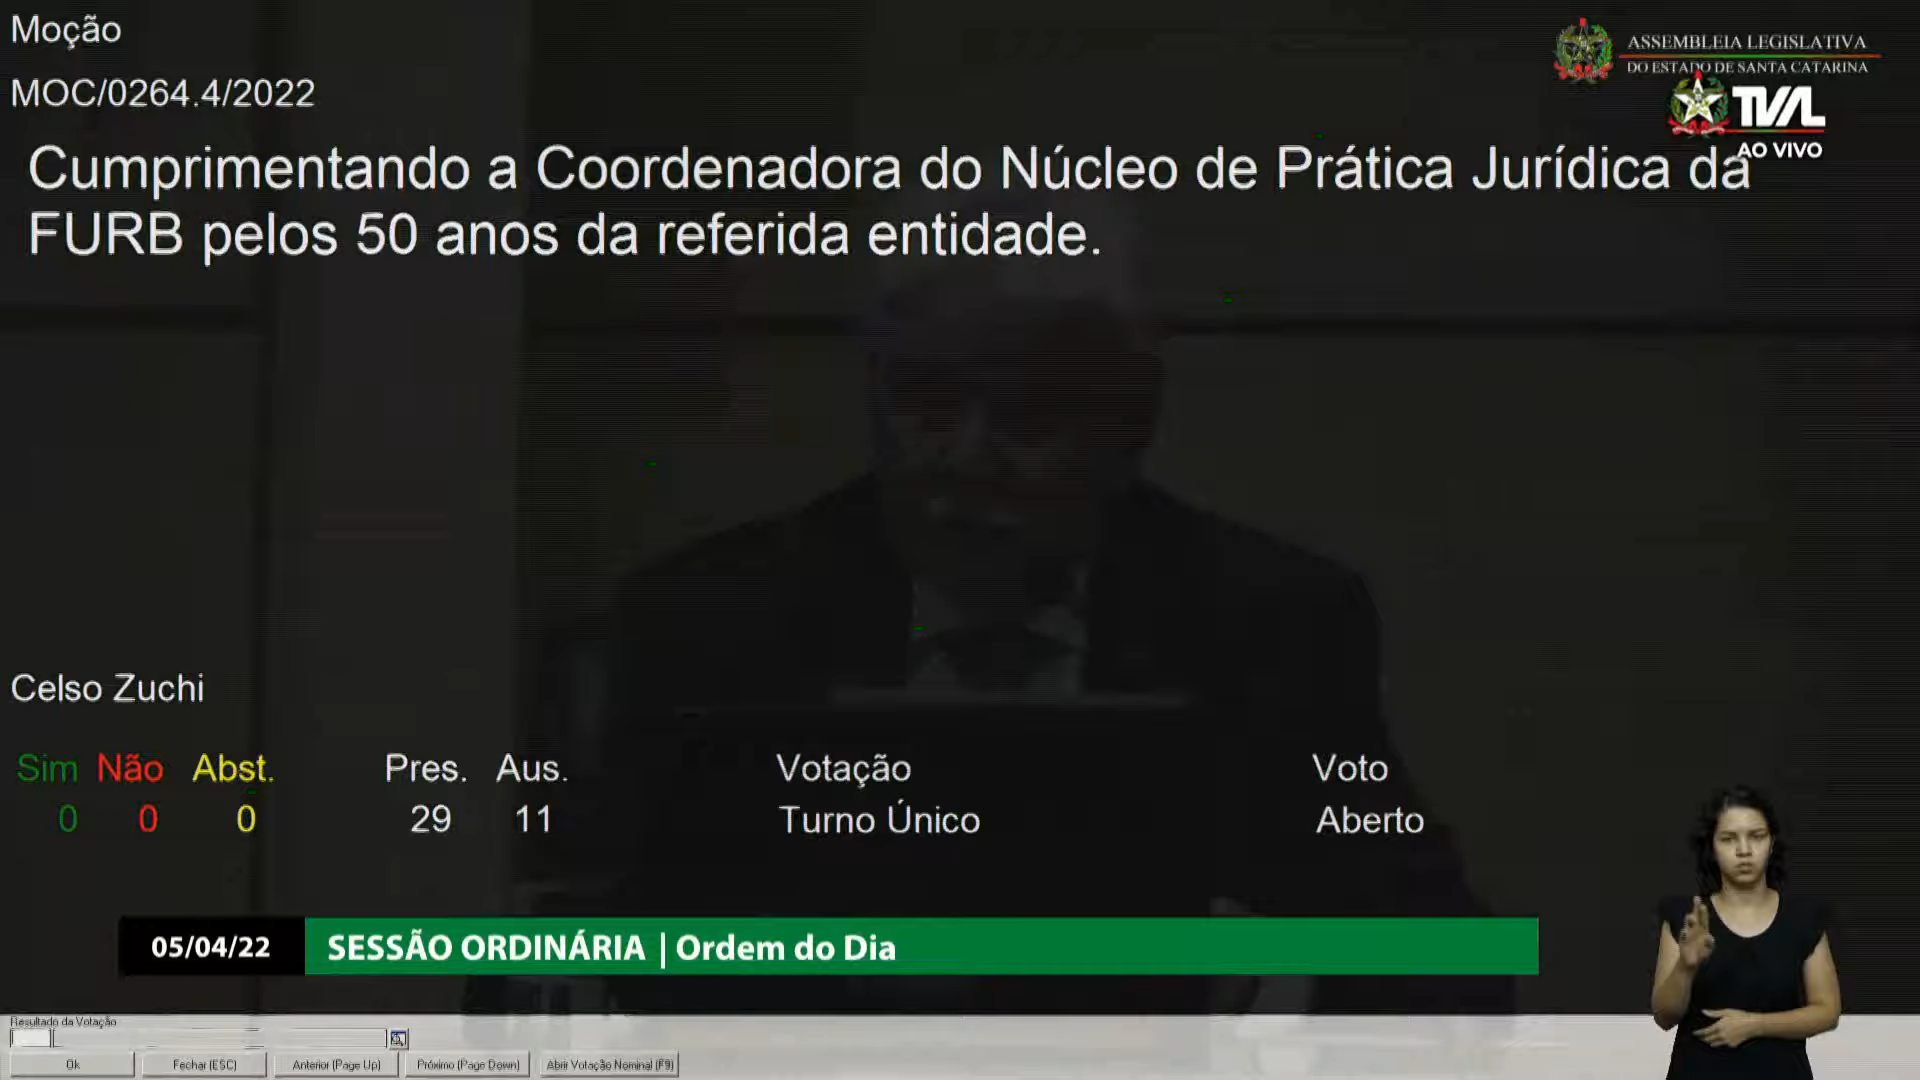 Moção
MOC/0264.4/2022
ASSEMBLEIA LEGISLATIVA
DO ESTADO DE SANTA CATARINA
TVAL
AO VIVO
Cumprimentando a Coordenadora do Núcleo de Prática Jurídica da
FURB pelos 50 anos da referida entidade.
Celso Zuchi
Sim Não Abst. Pres. Aus. Votação Voto
0 0 0 29 11 Turno Único Aberto
05/04/22 SESSÃO ORDINÁRIA | Ordem do Dia
Resultado da Votação
Ok Fechar (ESC) Anterior (Page Up) Próximo (Page Down) Abrir Votação Nominal (F9)